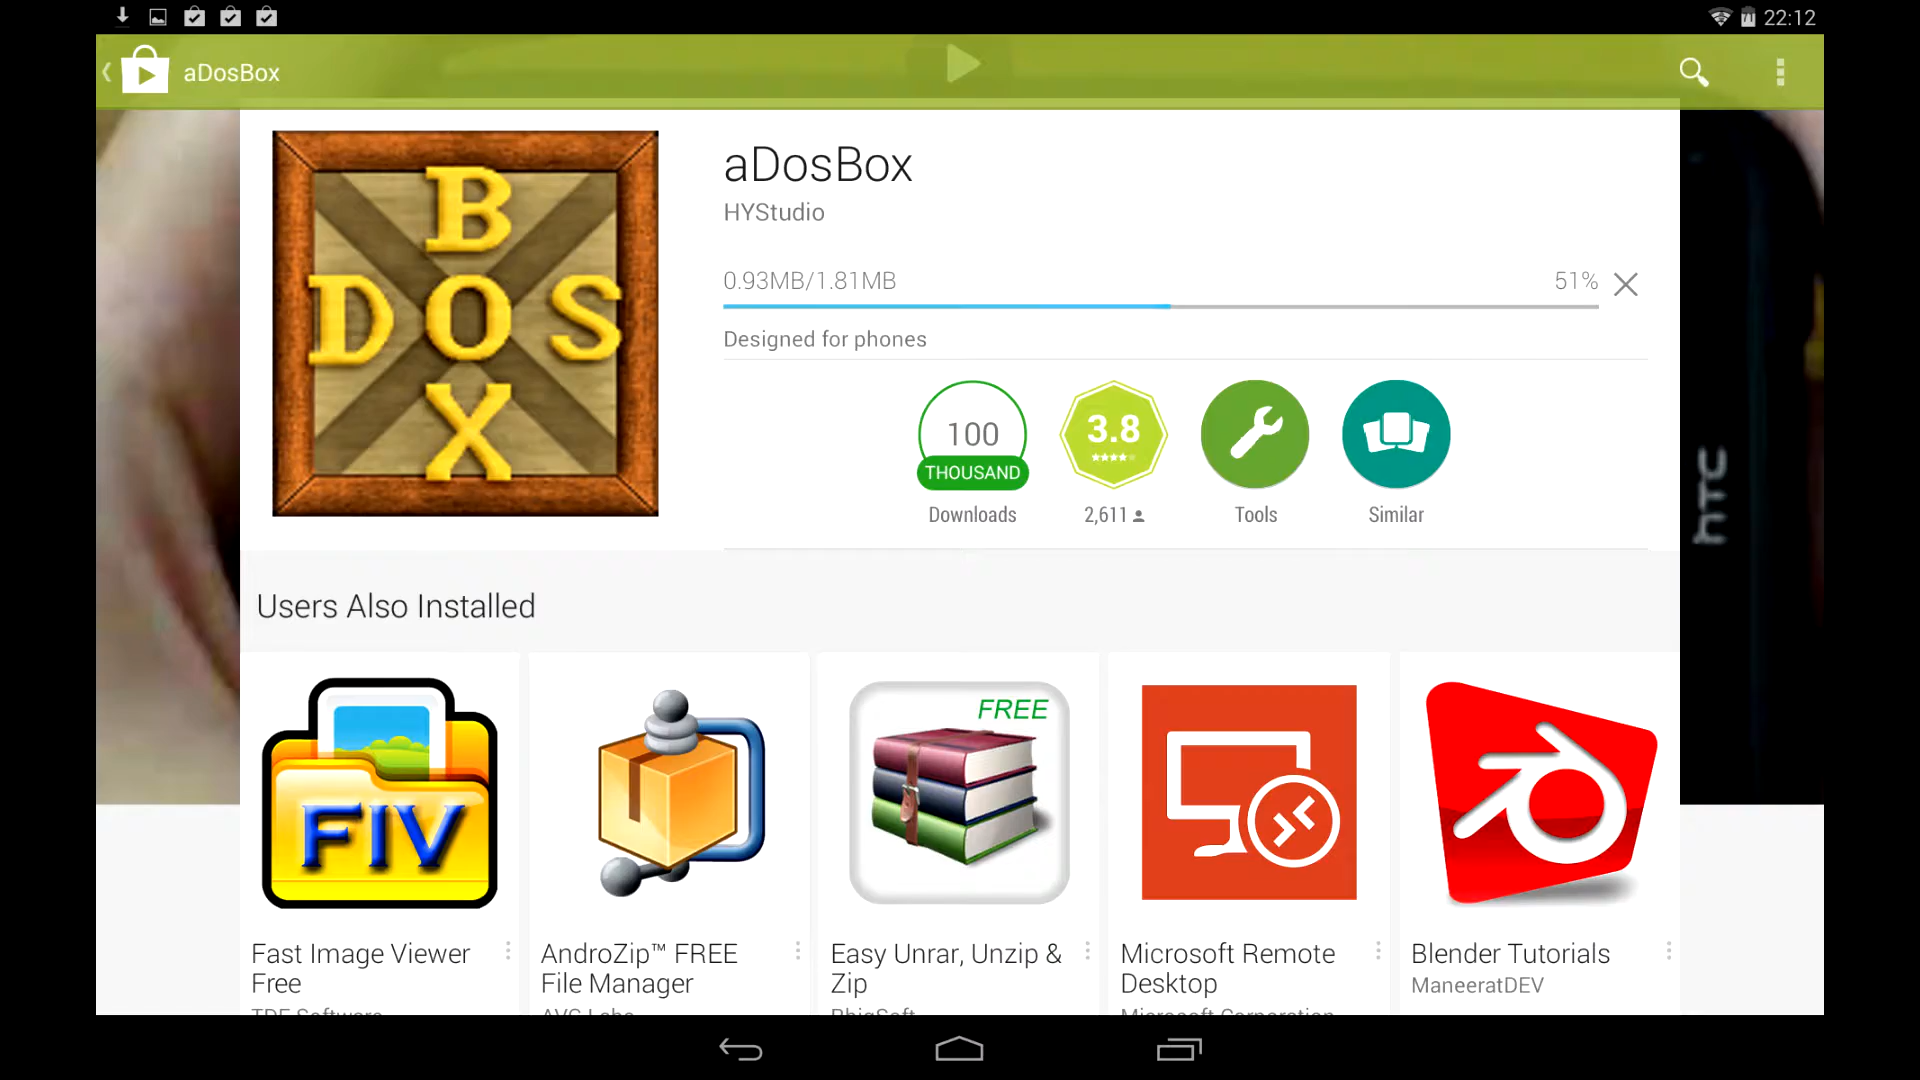 22:12
aDosBox
B
DOS
X
aDosBox
HYStudio
0.93MB/1.81MB
51%
Designed for phones
100
THOUSAND
Downloads
3.8
2,611
Tools
Similar
hTC
Users Also Installed
FIV
FREE
Fast Image Viewer
Free
AndroZip™ FREE
File Manager
Easy Unrar, Unzip &
Zip
Microsoft Remote
Desktop
Blender Tutorials
ManeeratDEV
Microsoft Corporation